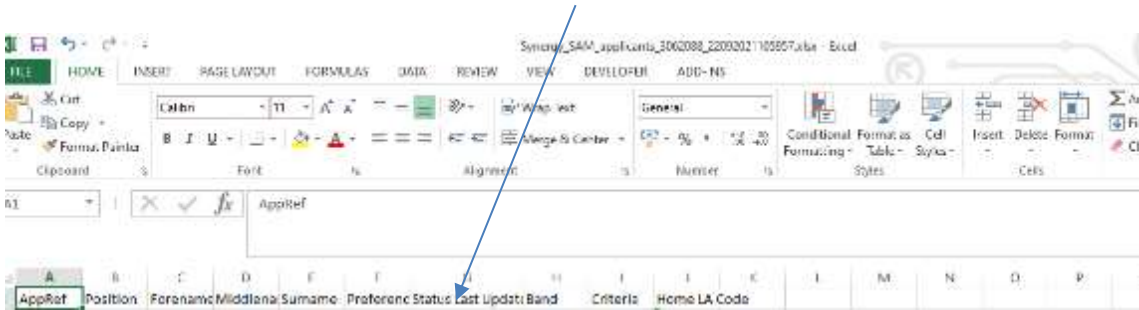 Synergy_SAM_applicants_3062088_22092021105957.xlsx - Excel
FILE HOME INSERT PAGE LAYOUT FORMULAS DATA REVIEW VIEW DEVELOPER ADD-INS
Cut
Copy
Paste
Format Painter
Calibri 11
B I U
Wrap Text
Merge & Center
General
%
Conditional Formatting
Format as Table
Cell Styles
Insert Delete Format
Clipboard Font Alignment Number Styles Cells
A1 fx AppRef
A B C D E F G H I J K L M N O P
AppRef Position Forename Middlena Surname Preferenc Status Last Updat Band Criteria Home LA Code